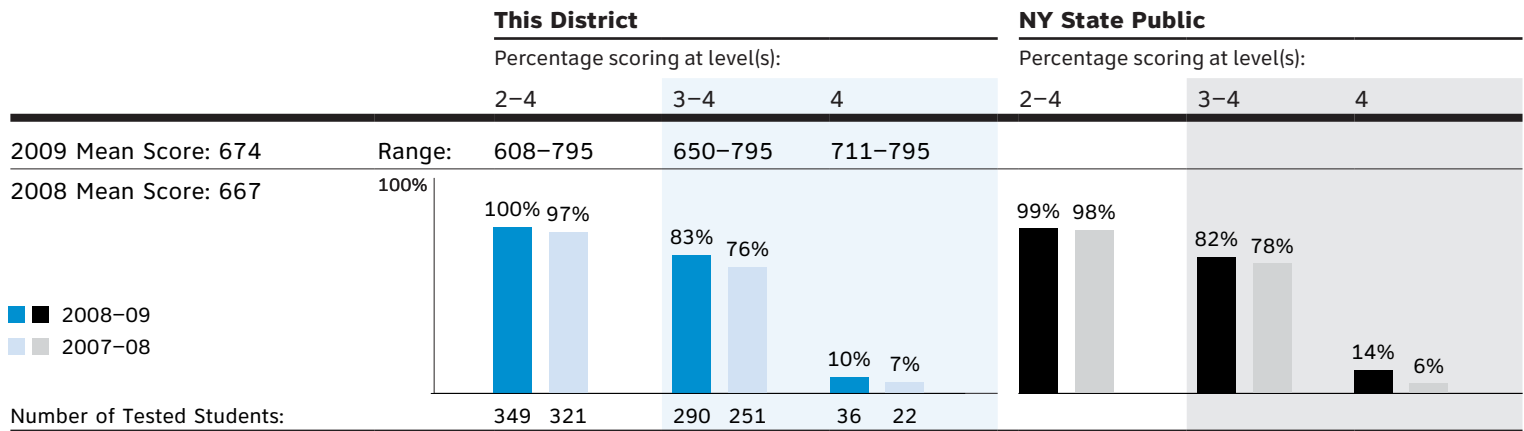 This District NY State Public
Percentage scoring at level(s): Percentage scoring at level(s):
2–4 3–4 4 2–4 3–4 4
2009 Mean Score: 674 Range: 608–795 650–795 711–795
2008 Mean Score: 667 100%
100% 97% 83% 76% 10% 7% 99% 98% 82% 78% 14% 6%
2008–09
2007–08
Number of Tested Students: 349 321 290 251 36 22